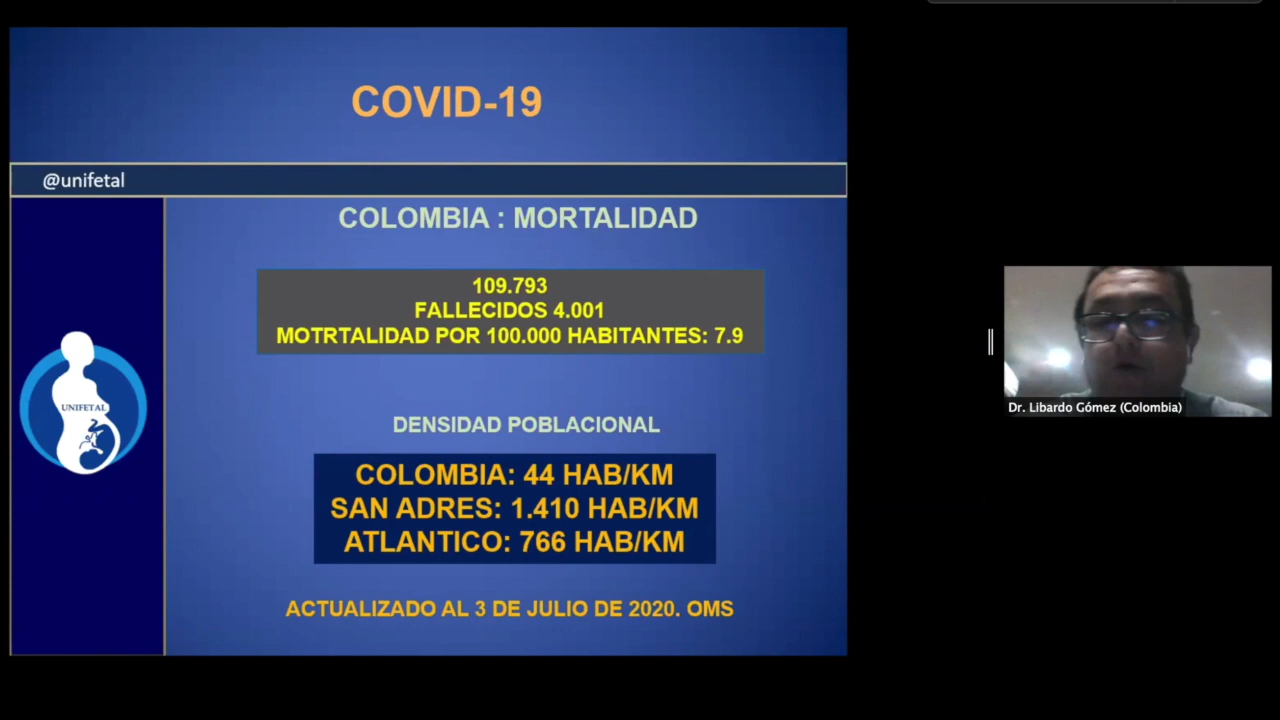 COVID-19
@unifetal
COLOMBIA : MORTALIDAD
109.793
FALLECIDOS 4.001
MOTRTALIDAD POR 100.000 HABITANTES: 7.9
UNIFETAL
DENSIDAD POBLACIONAL
COLOMBIA: 44 HAB/KM
SAN ADRES: 1.410 HAB/KM
ATLANTICO: 766 HAB/KM
ACTUALIZADO AL 3 DE JULIO DE 2020. OMS
Dr. Libardo Gómez (Colombia)